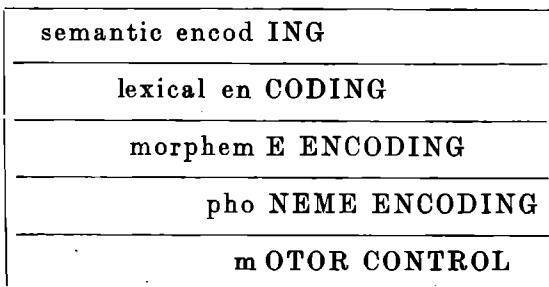 semantic encod ING
lexical en CODING
morphem E ENCODING
pho NEME ENCODING
m OTOR CONTROL